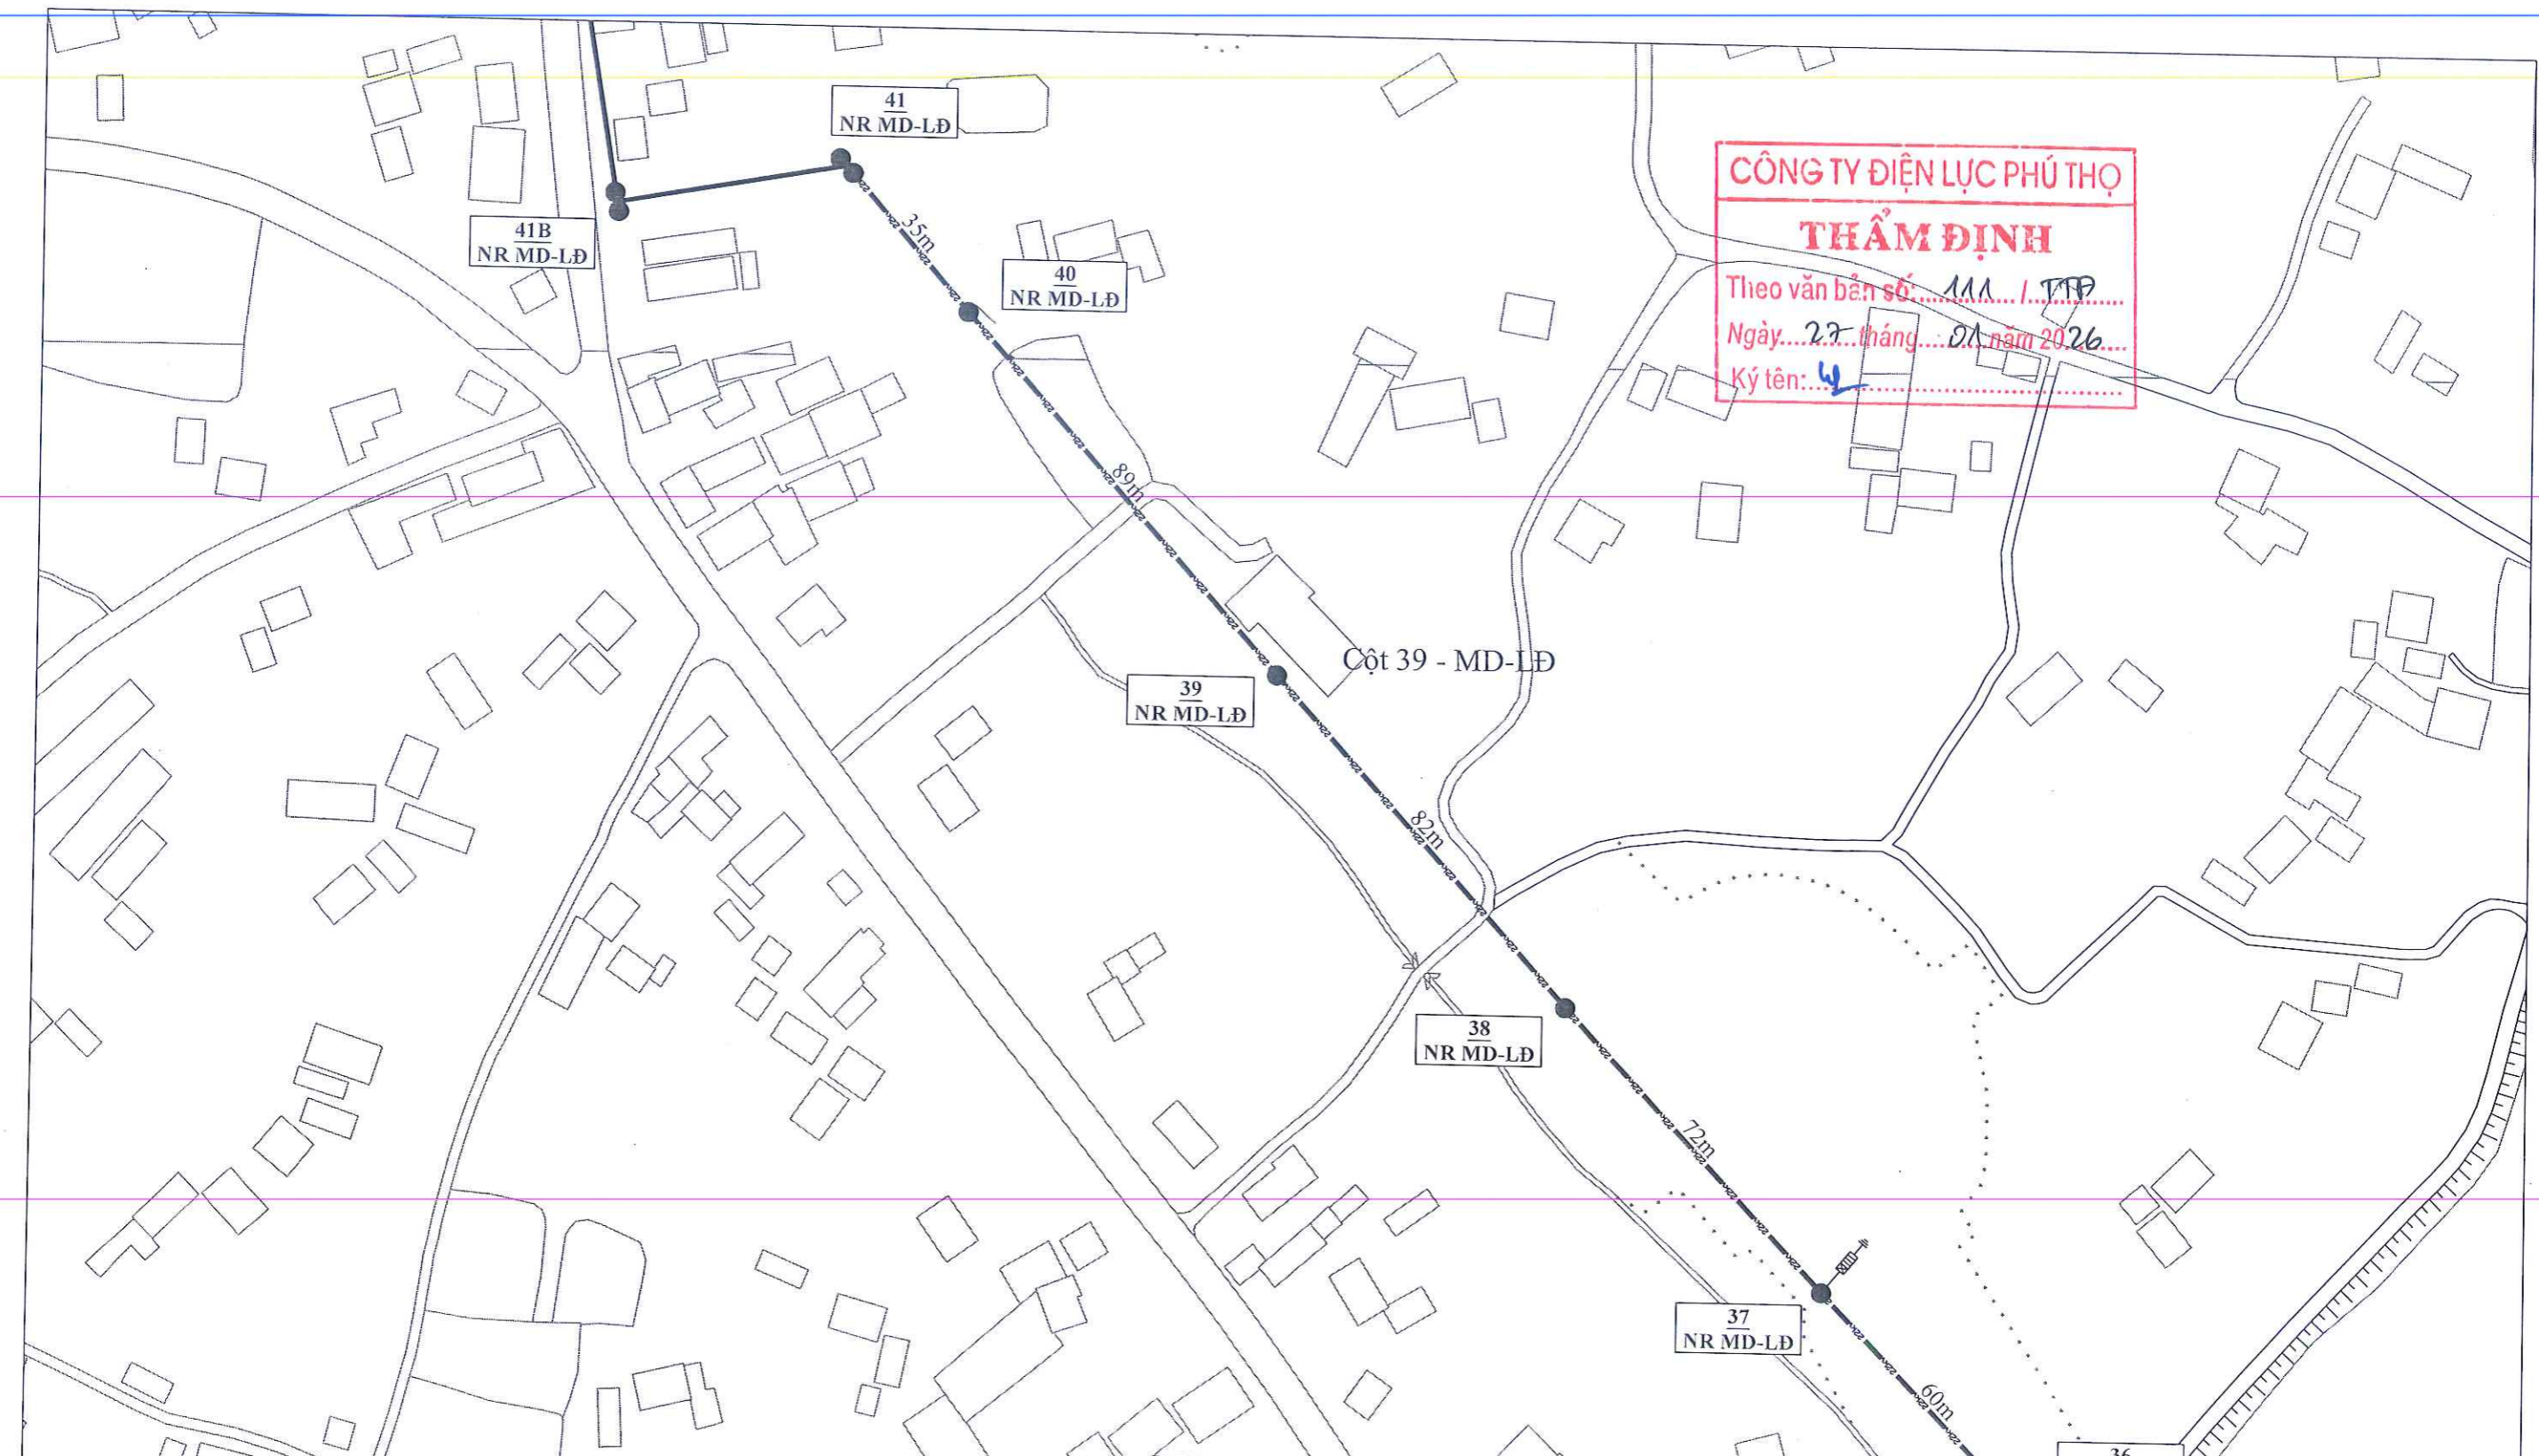 41
NR MD-LĐ
CÔNG TY ĐIỆN LỰC PHÚ THỌ
THẨM ĐỊNH
Theo văn bản số: 111 / TTĐ
Ngày 27 tháng 01 năm 2026
Ký tên:
41B
NR MD-LĐ
35m
40
NR MD-LĐ
89m
Cột 39 - MD-LĐ
39
NR MD-LĐ
82m
38
NR MD-LĐ
72m
37
NR MD-LĐ
60m
36